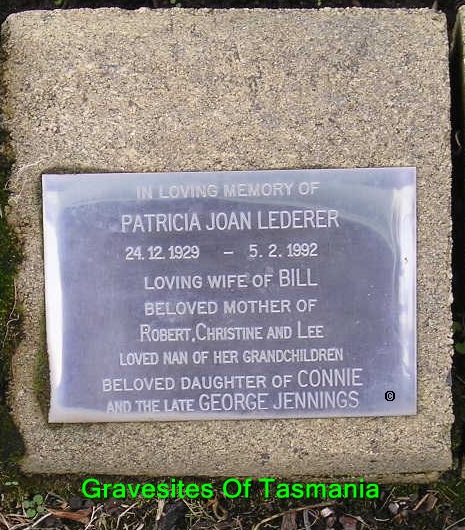 IN LOVING MEMORY OF
PATRICIA JOAN LEDERER
24.12.1929 – 5.2.1992
LOVING WIFE OF BILL
BELOVED MOTHER OF
ROBERT, CHRISTINE AND LEE
LOVED NAN OF HER GRANDCHILDREN
BELOVED DAUGHTER OF CONNIE
AND THE LATE GEORGE JENNINGS
©
Gravesites Of Tasmania